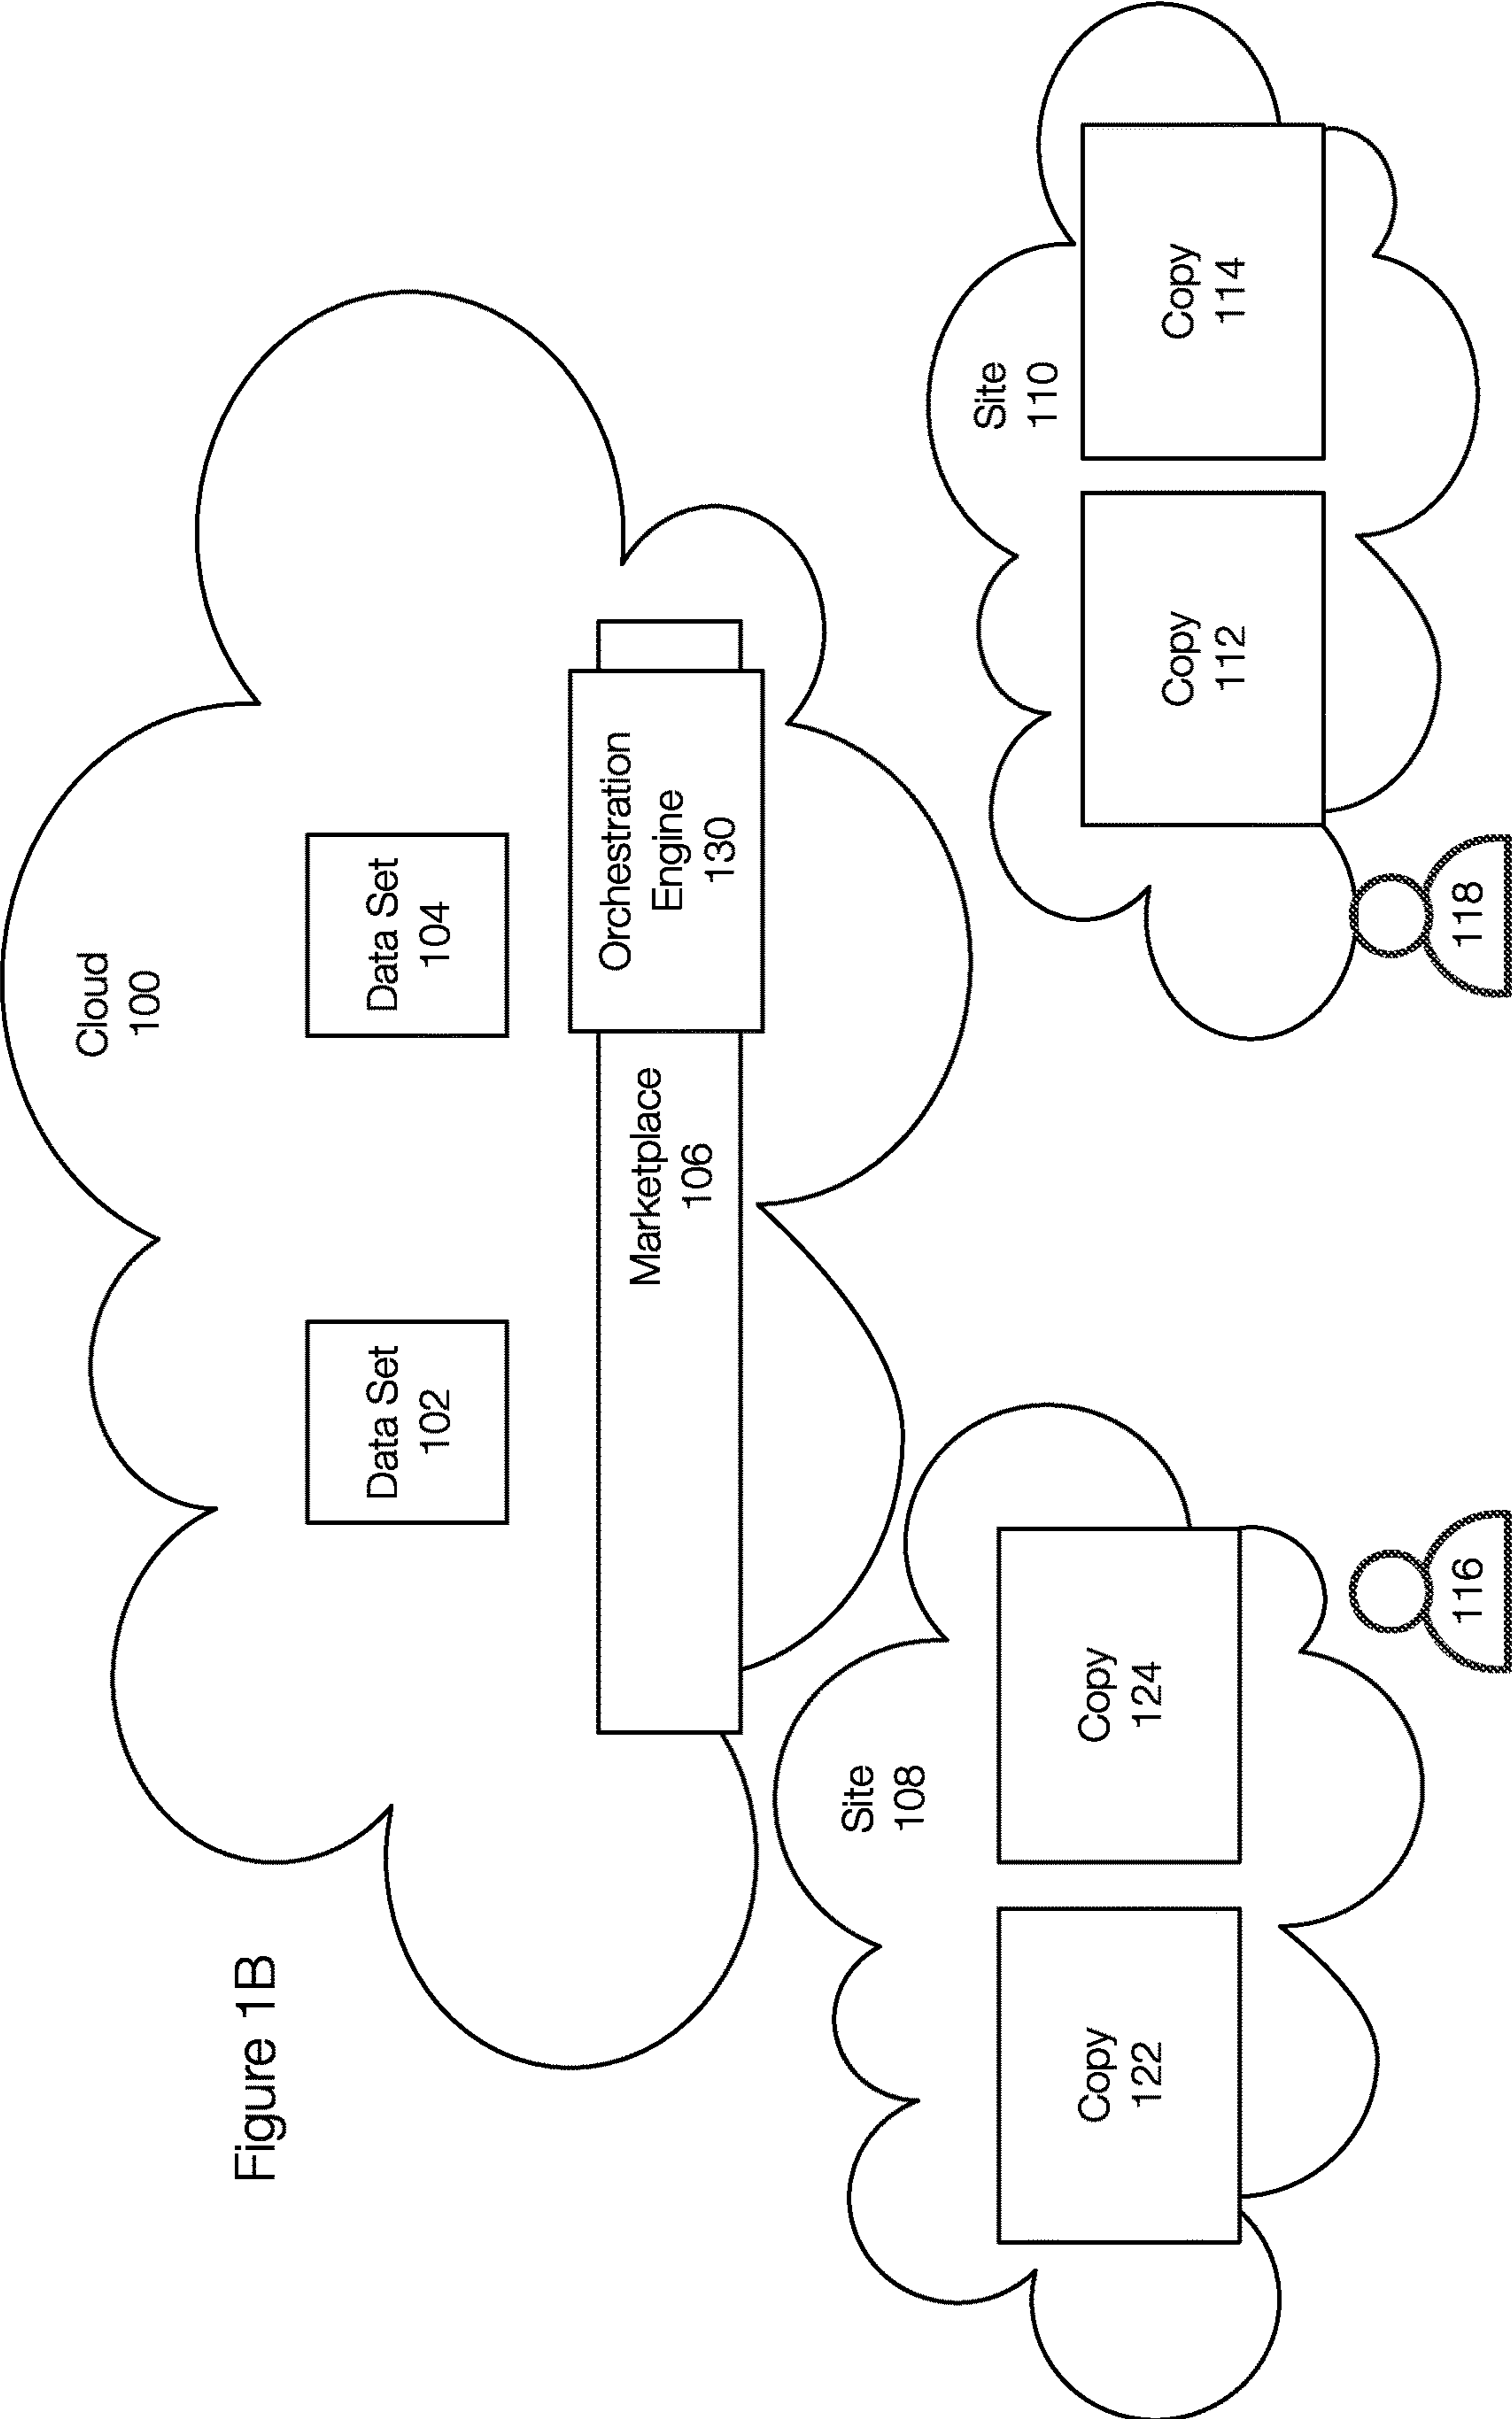 Figure 1B
Cloud
100
Data Set
102
Data Set
104
Marketplace
106
Orchestration
Engine
130
Site
108
Copy
122
Copy
124
116
Site
110
Copy
112
Copy
114
118